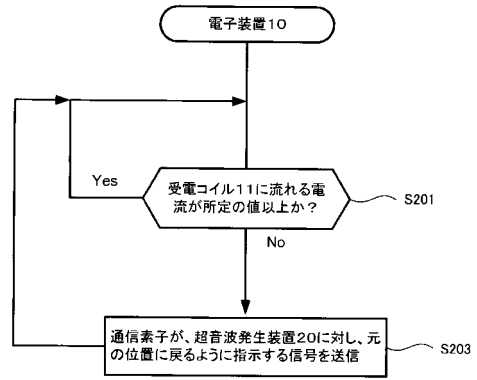 電子装置10
Yes
受電コイル11に流れる電
流が所定の値以上か？
S201
No
通信素子が、超音波発生装置20に対し、元
の位置に戻るように指示する信号を送信
S203